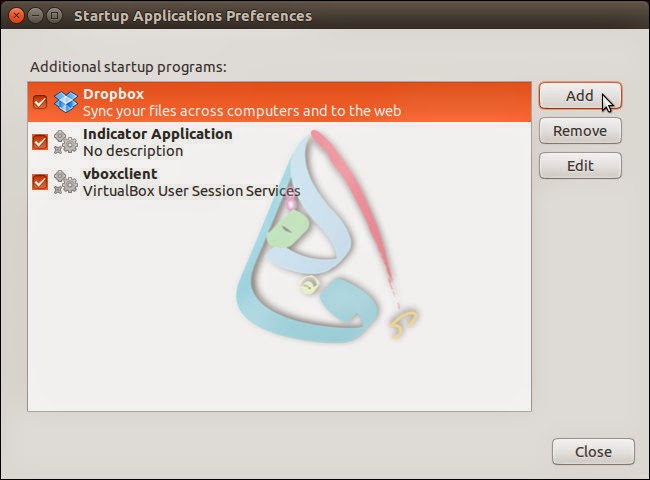 Startup Applications Preferences
Additional startup programs:
Dropbox
Sync your files across computers and to the web
Indicator Application
No description
vboxclient
VirtualBox User Session Services
Add
Remove
Edit
Close